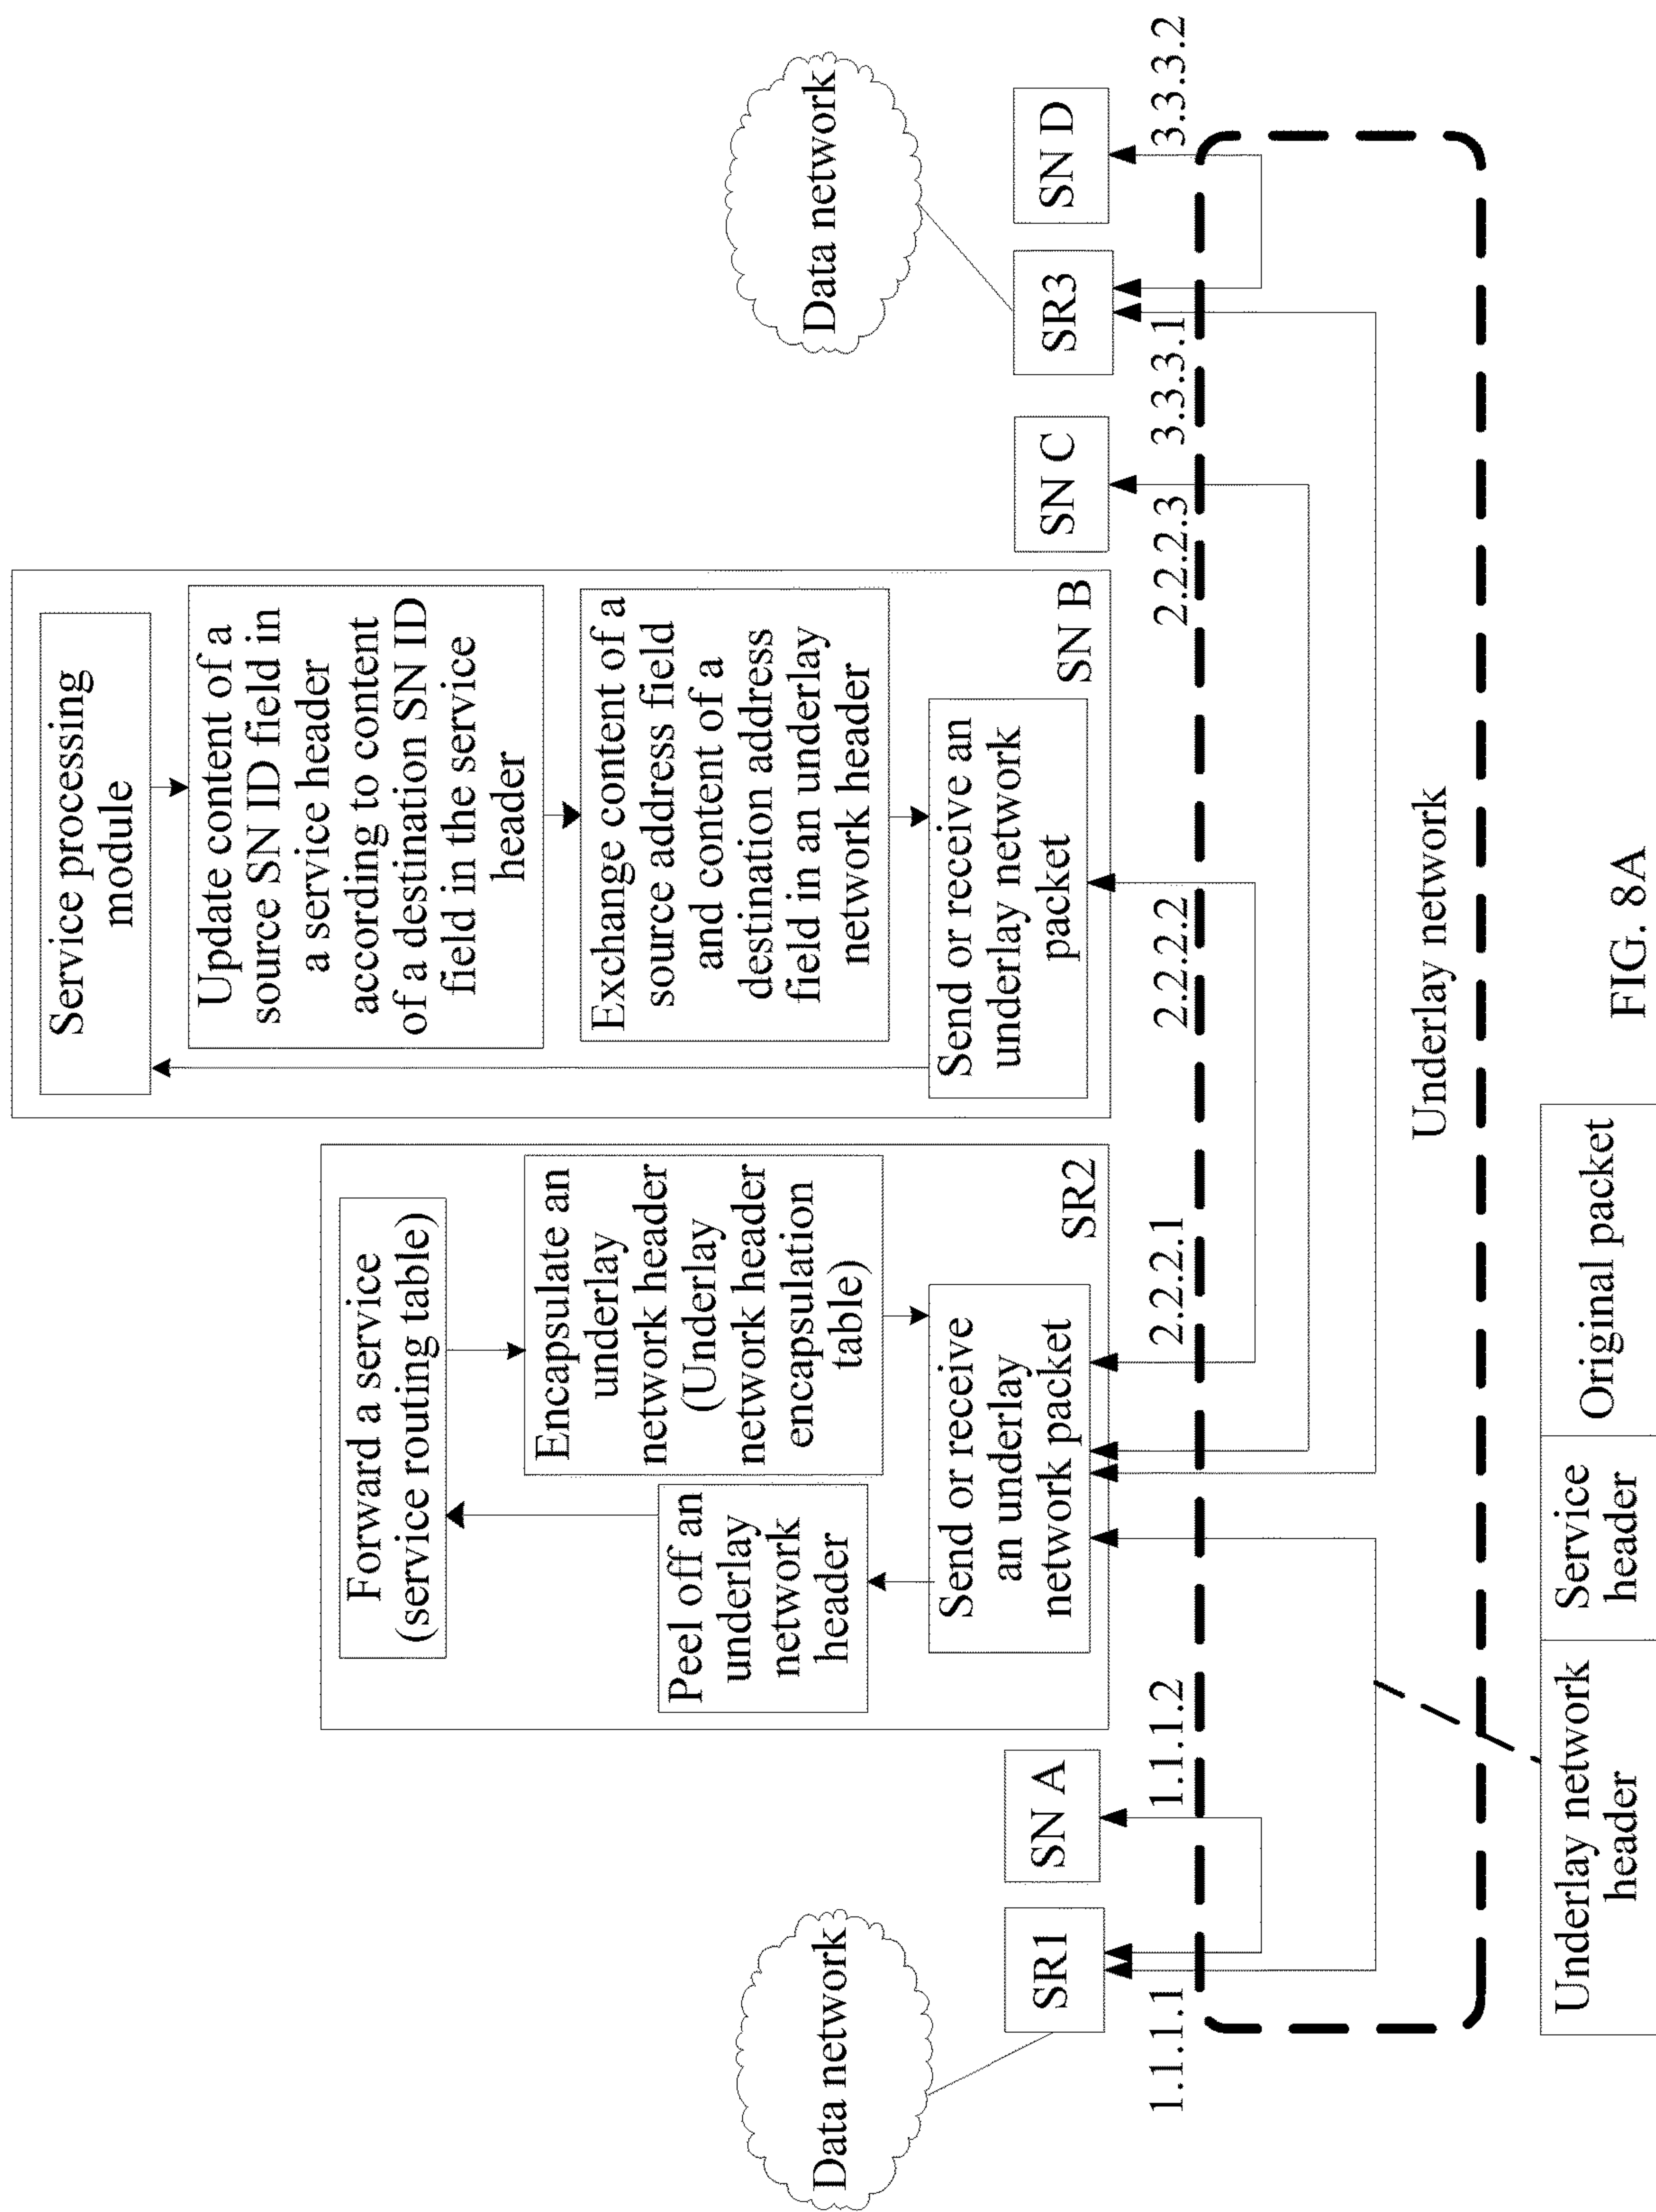 Service processing
module
Update content of a
source SN ID field in
a service header
according to content
of a destination SN ID
field in the service
header
Exchange content of a
source address field
and content of a
destination address
field in an underlay
network header
Send or receive an
underlay network
packet
SN B
Forward a service
(service routing table)
Encapsulate an
underlay
network header
(Underlay
network header
encapsulation
table)
Peel off an
underlay
network
header
Send or receive
an underlay
network packet
SR2
Data network
Data network
SR1
SN A
SN C
SR3
SN D
1.1.1.1
1.1.1.2
2.2.2.1
2.2.2.2
2.2.2.3
3.3.3.1
3.3.3.2
Underlay network
Underlay network
header
Service
header
Original packet
FIG. 8A